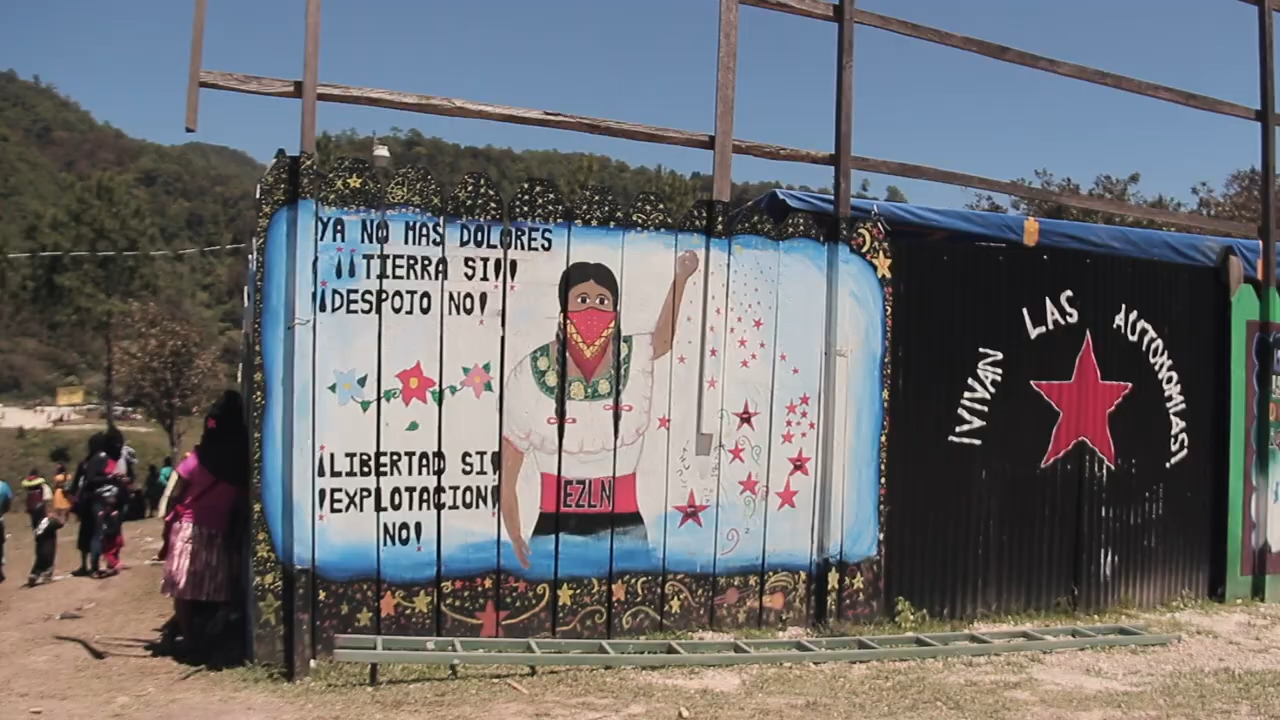 YA NO MAS DOLORES
¡¡TIERRA SI!!
¡DESPOJO NO!
¡LIBERTAD SI!
!EXPLOTACION!
NO!
EZLN
¡VIVAN LAS AUTONOMIAS!